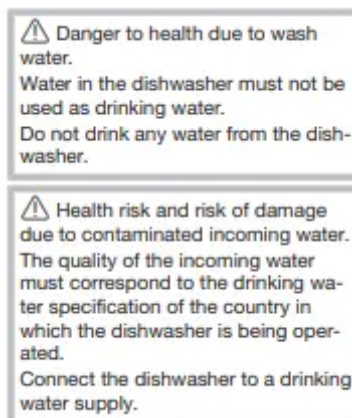 ⚠ Danger to health due to wash
water.
Water in the dishwasher must not be
used as drinking water.
Do not drink any water from the dish-
washer.
⚠ Health risk and risk of damage
due to contaminated incoming water.
The quality of the incoming water
must correspond to the drinking wa-
ter specification of the country in
which the dishwasher is being oper-
ated.
Connect the dishwasher to a drinking
water supply.